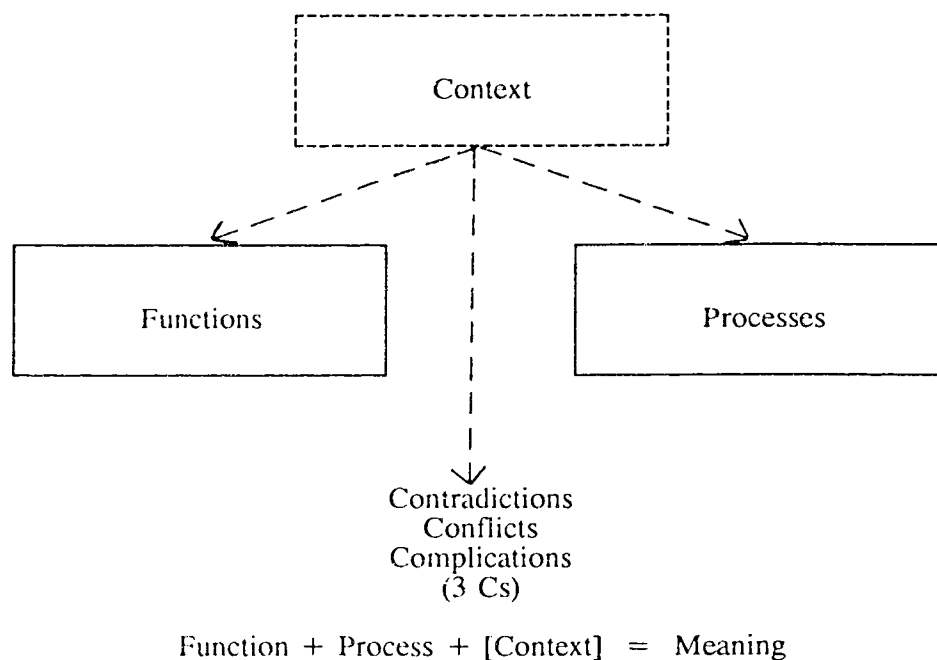 Context
Functions
Processes
Contradictions
Conflicts
Complications
(3 Cs)
Function + Process + [Context] = Meaning